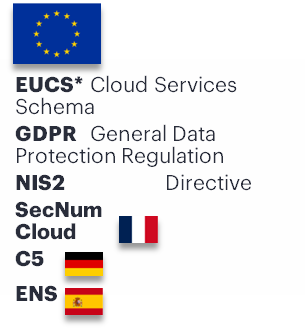 EUCS* Cloud Services
Schema
GDPR General Data
Protection Regulation
NIS2 Directive
SecNum
Cloud
C5
ENS